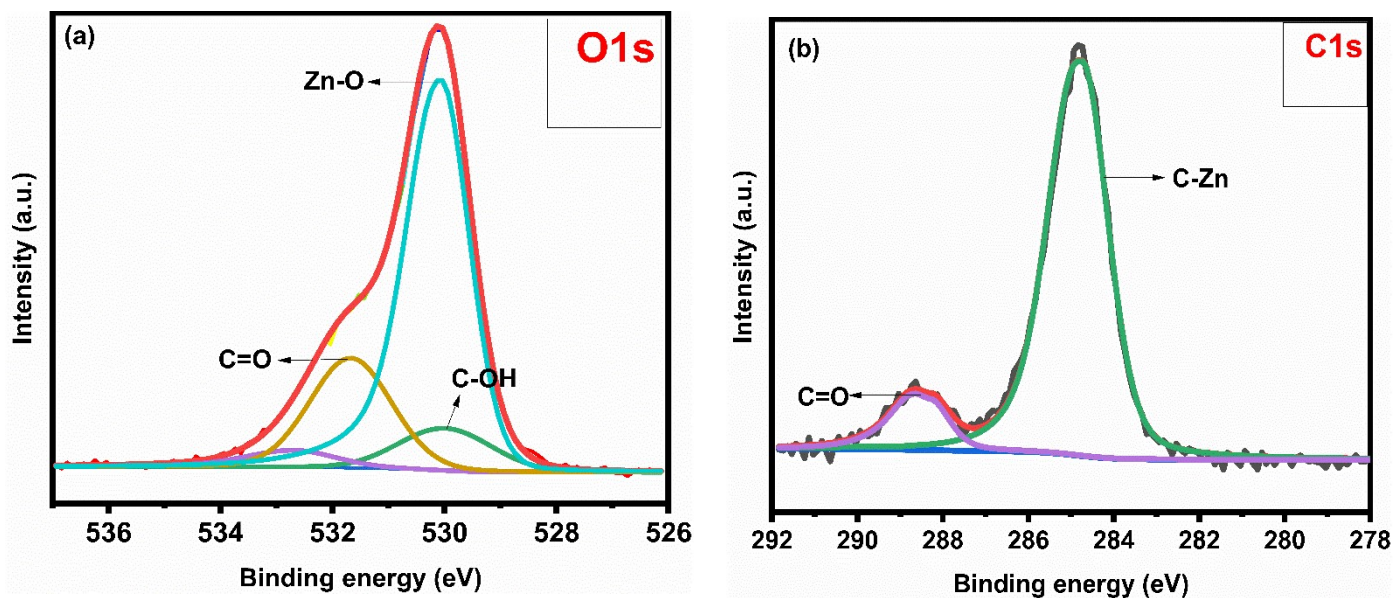 (a)
O1s
Zn-O
C=O
C-OH
Intensity (a.u.)
536 534 532 530 528 526
Binding energy (eV)
(b)
C1s
C-Zn
C=O
Intensity (a.u.)
292 290 288 286 284 282 280 278
Binding energy (eV)